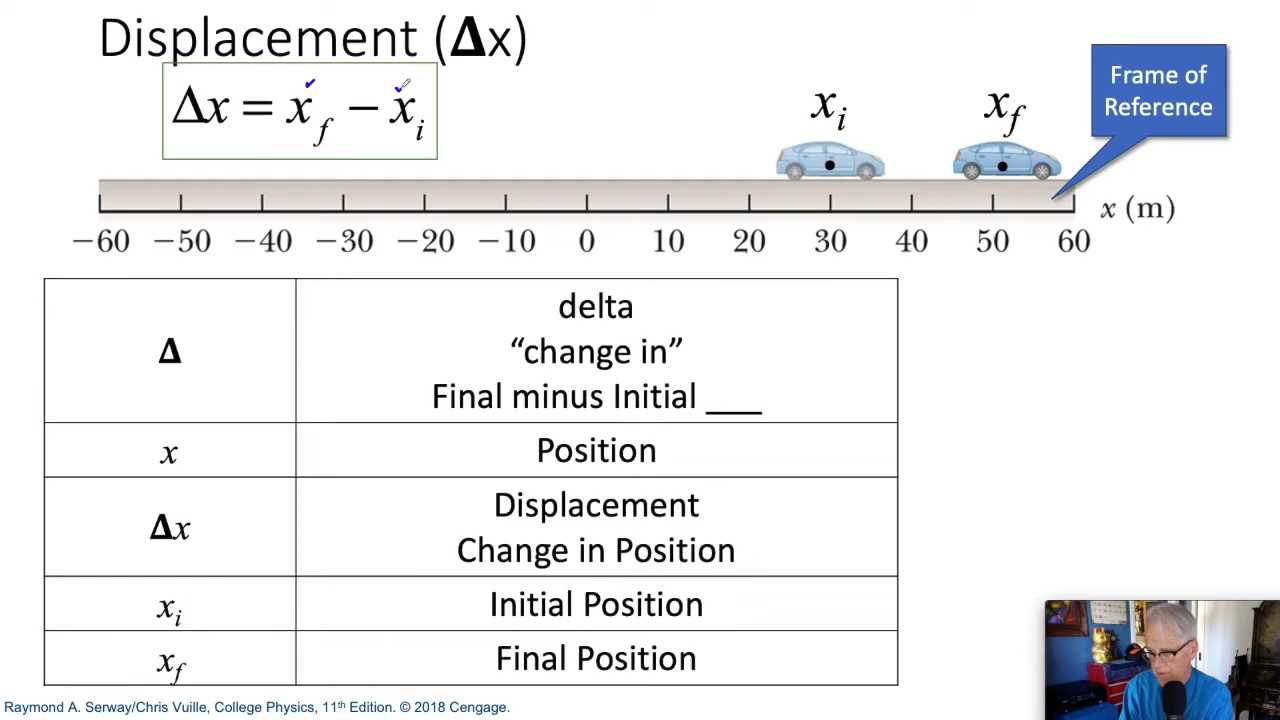 Displacement (Δx)
Δx = x_f − x_i
x_i
x_f
Frame of
Reference
−60 −50 −40 −30 −20 −10 0 10 20 30 40 50 60
x (m)
Δ
delta
“change in”
Final minus Initial ___
x
Position
Δx
Displacement
Change in Position
x_i
Initial Position
x_f
Final Position
Raymond A. Serway/Chris Vuille, College Physics, 11th Edition. © 2018 Cengage.